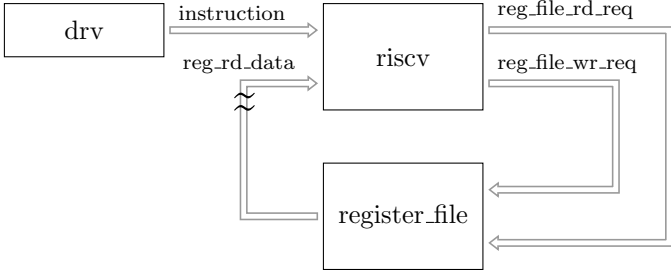 drv
instruction
reg_rd_data
riscv
reg_file_rd_req
reg_file_wr_req
register_file